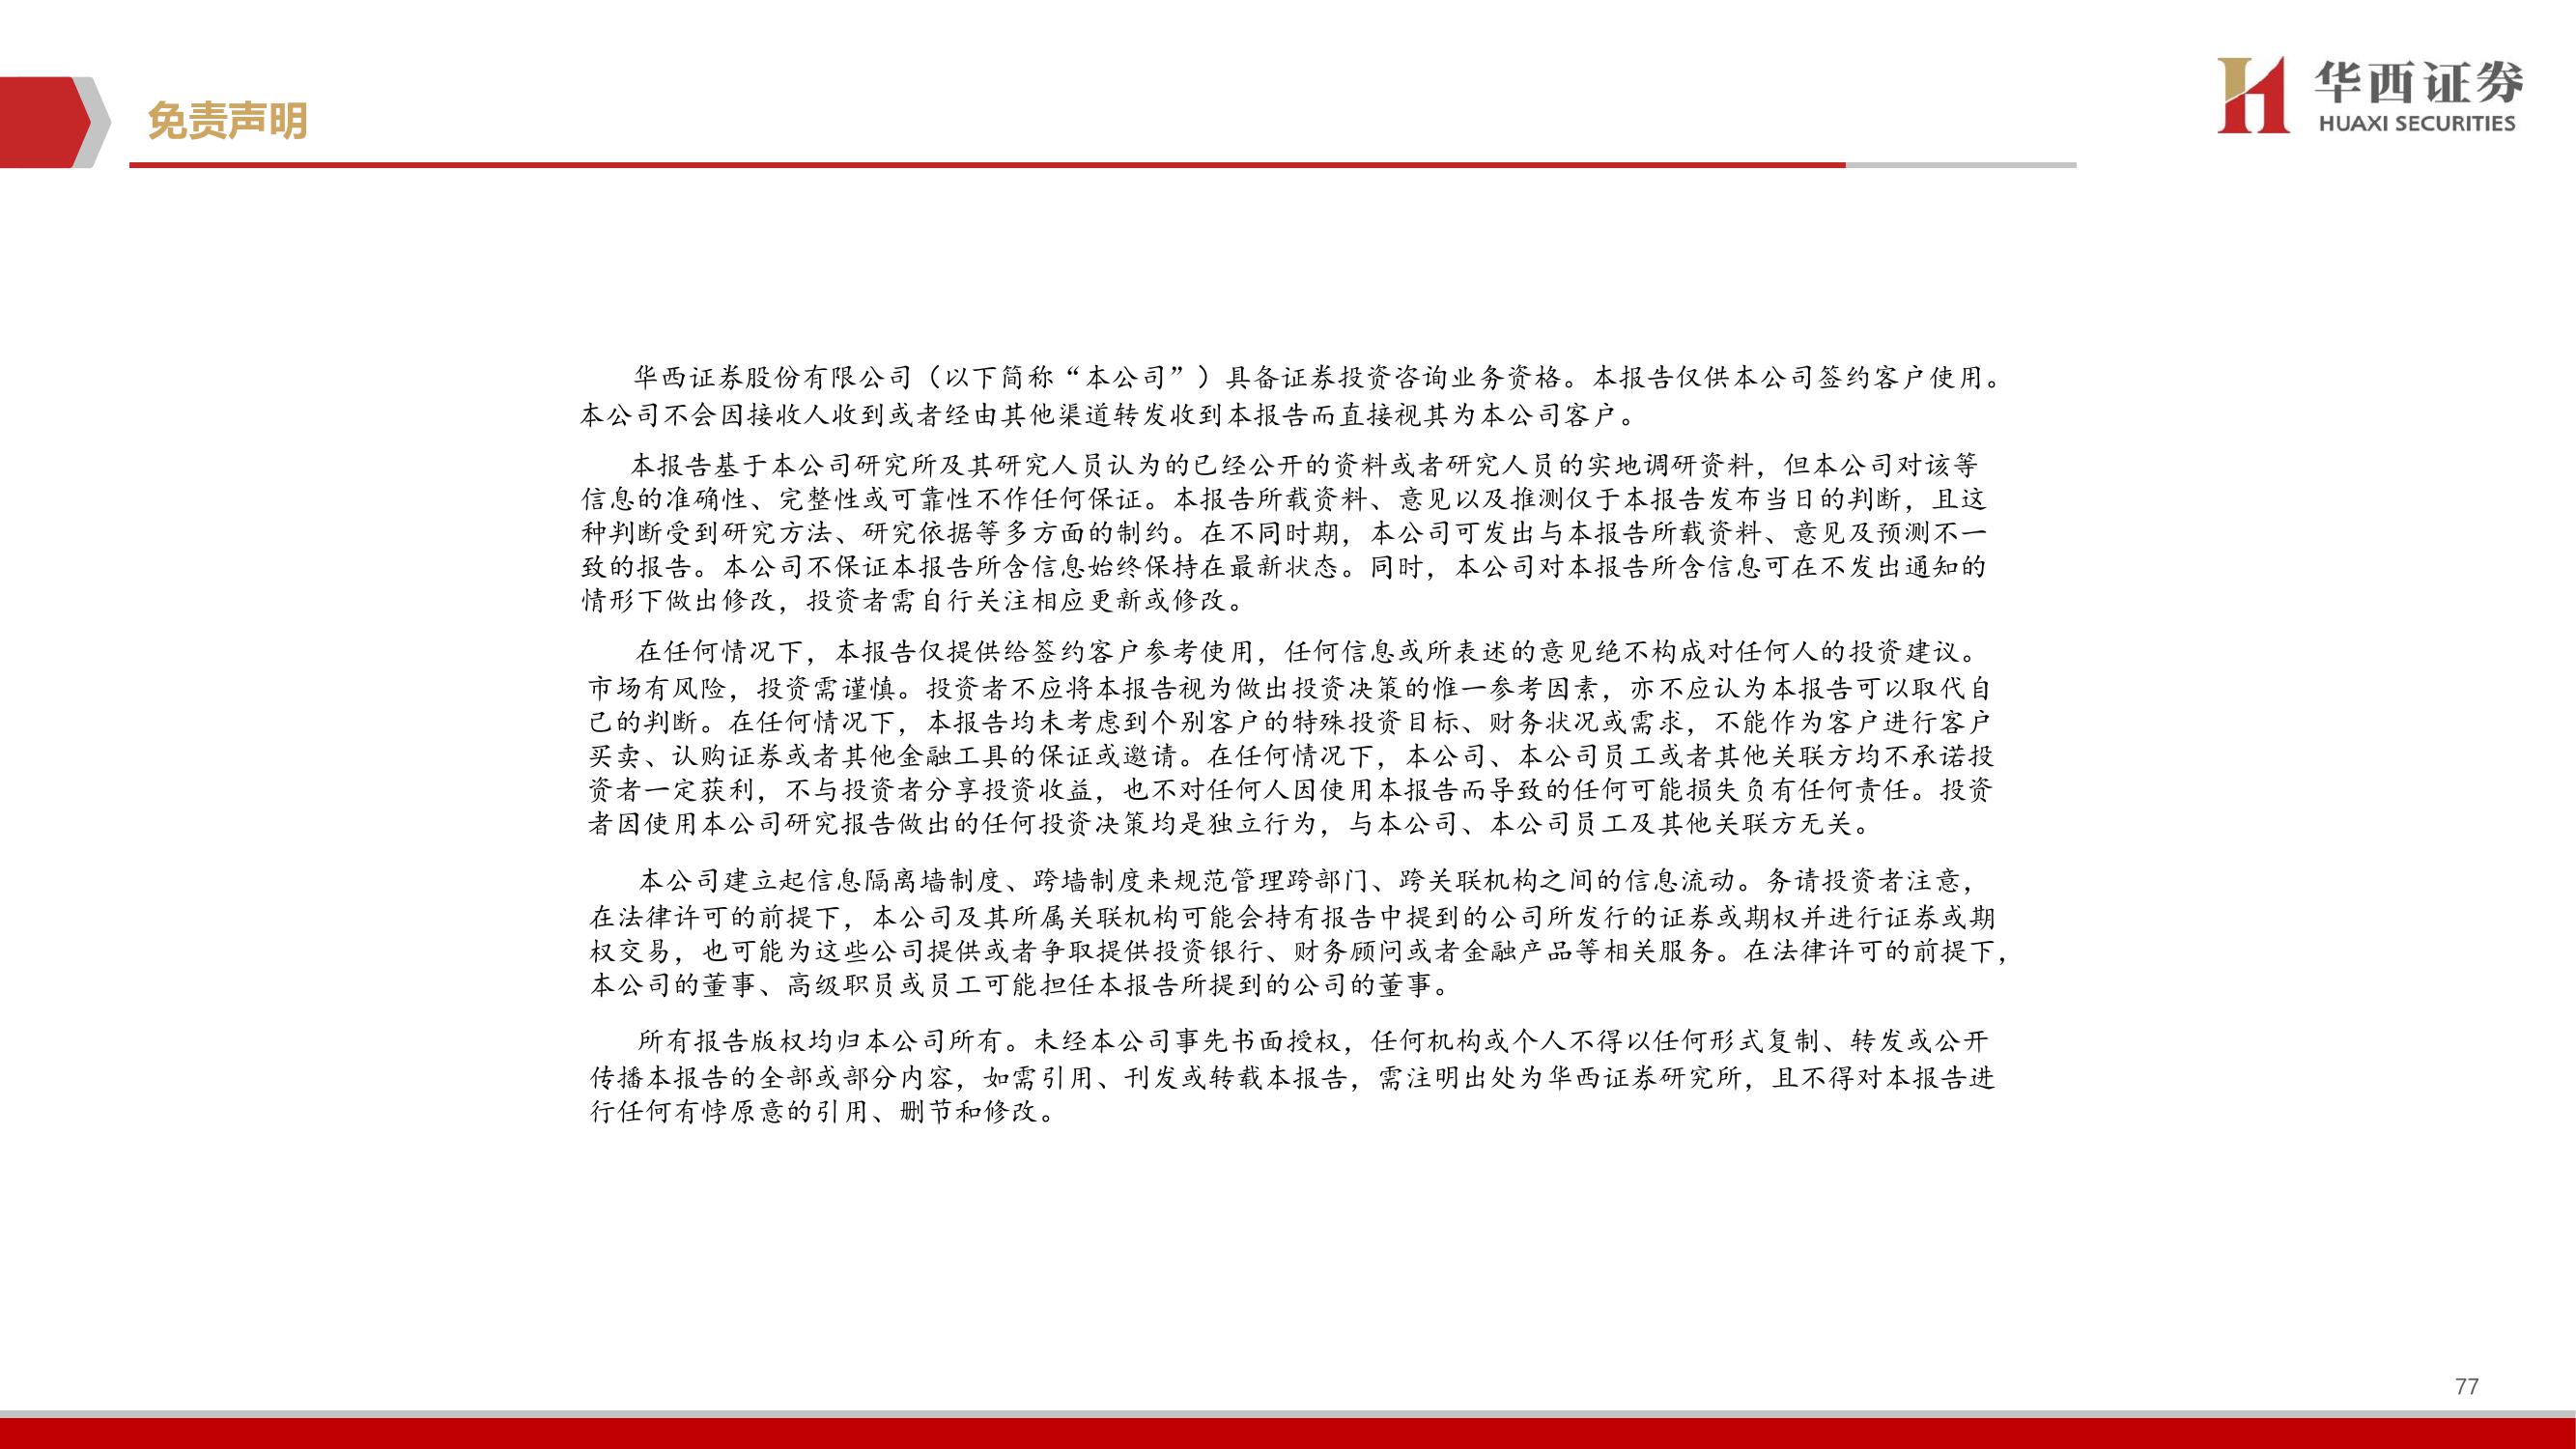 免责声明
华西证券
HUAXI SECURITIES
华西证券股份有限公司（以下简称“本公司”）具备证券投资咨询业务资格。本报告仅供本公司签约客户使用。
本公司不会因接收人收到或者经由其他渠道转发收到本报告而直接视其为本公司客户。
本报告基于本公司研究所及其研究人员认为的已经公开的资料或者研究人员的实地调研资料，但本公司对该等
信息的准确性、完整性或可靠性不作任何保证。本报告所载资料、意见以及推测仅于本报告发布当日的判断，且这
种判断受到研究方法、研究依据等多方面的制约。在不同时期，本公司可发出与本报告所载资料、意见及预测不一
致的报告。本公司不保证本报告所含信息始终保持在最新状态。同时，本公司对本报告所含信息可在不发出通知的
情形下做出修改，投资者需自行关注相应更新或修改。
在任何情况下，本报告仅提供给签约客户参考使用，任何信息或所表述的意见绝不构成对任何人的投资建议。
市场有风险，投资需谨慎。投资者不应将本报告视为做出投资决策的惟一参考因素，亦不应认为本报告可以取代自
己的判断。在任何情况下，本报告均未考虑到个别客户的特殊投资目标、财务状况或需求，不能作为客户进行客户
买卖、认购证券或者其他金融工具的保证或邀请。在任何情况下，本公司、本公司员工或者其他关联方均不承诺投
资者一定获利，不与投资者分享投资收益，也不对任何人因使用本报告而导致的任何可能损失负有任何责任。投资
者因使用本公司研究报告做出的任何投资决策均是独立行为，与本公司、本公司员工及其他关联方无关。
本公司建立起信息隔离墙制度、跨墙制度来规范管理跨部门、跨关联机构之间的信息流动。务请投资者注意，
在法律许可的前提下，本公司及其所属关联机构可能会持有报告中提到的公司所发行的证券或期权并进行证券或期
权交易，也可能为这些公司提供或者争取提供投资银行、财务顾问或者金融产品等相关服务。在法律许可的前提下，
本公司的董事、高级职员或员工可能担任本报告所提到的公司的董事。
所有报告版权均归本公司所有。未经本公司事先书面授权，任何机构或个人不得以任何形式复制、转发或公开
传播本报告的全部或部分内容，如需引用、刊发或转载本报告，需注明出处为华西证券研究所，且不得对本报告进
行任何有悖原意的引用、删节和修改。
77